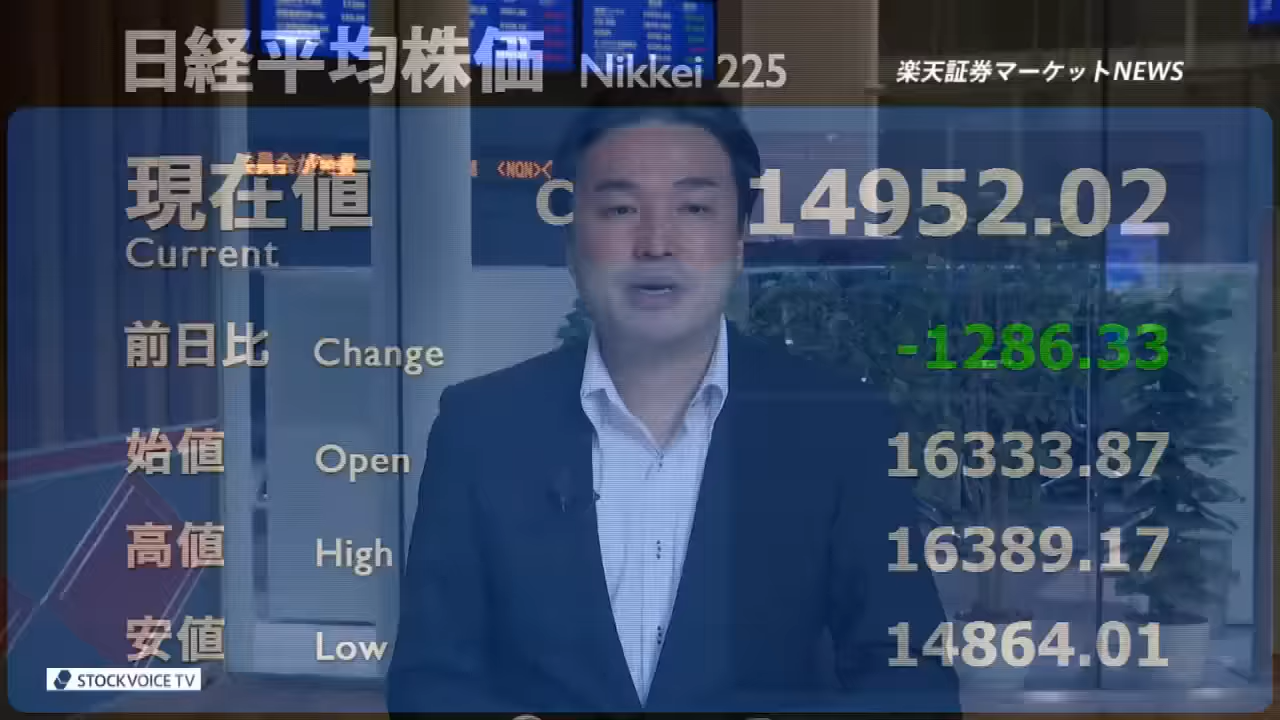 日経平均株価 Nikkei 225
楽天証券マーケットNEWS
現在値 C 14952.02
Current
前日比 Change -1286.33
始値 Open 16333.87
高値 High 16389.17
安値 Low 14864.01
STOCKVOICE TV